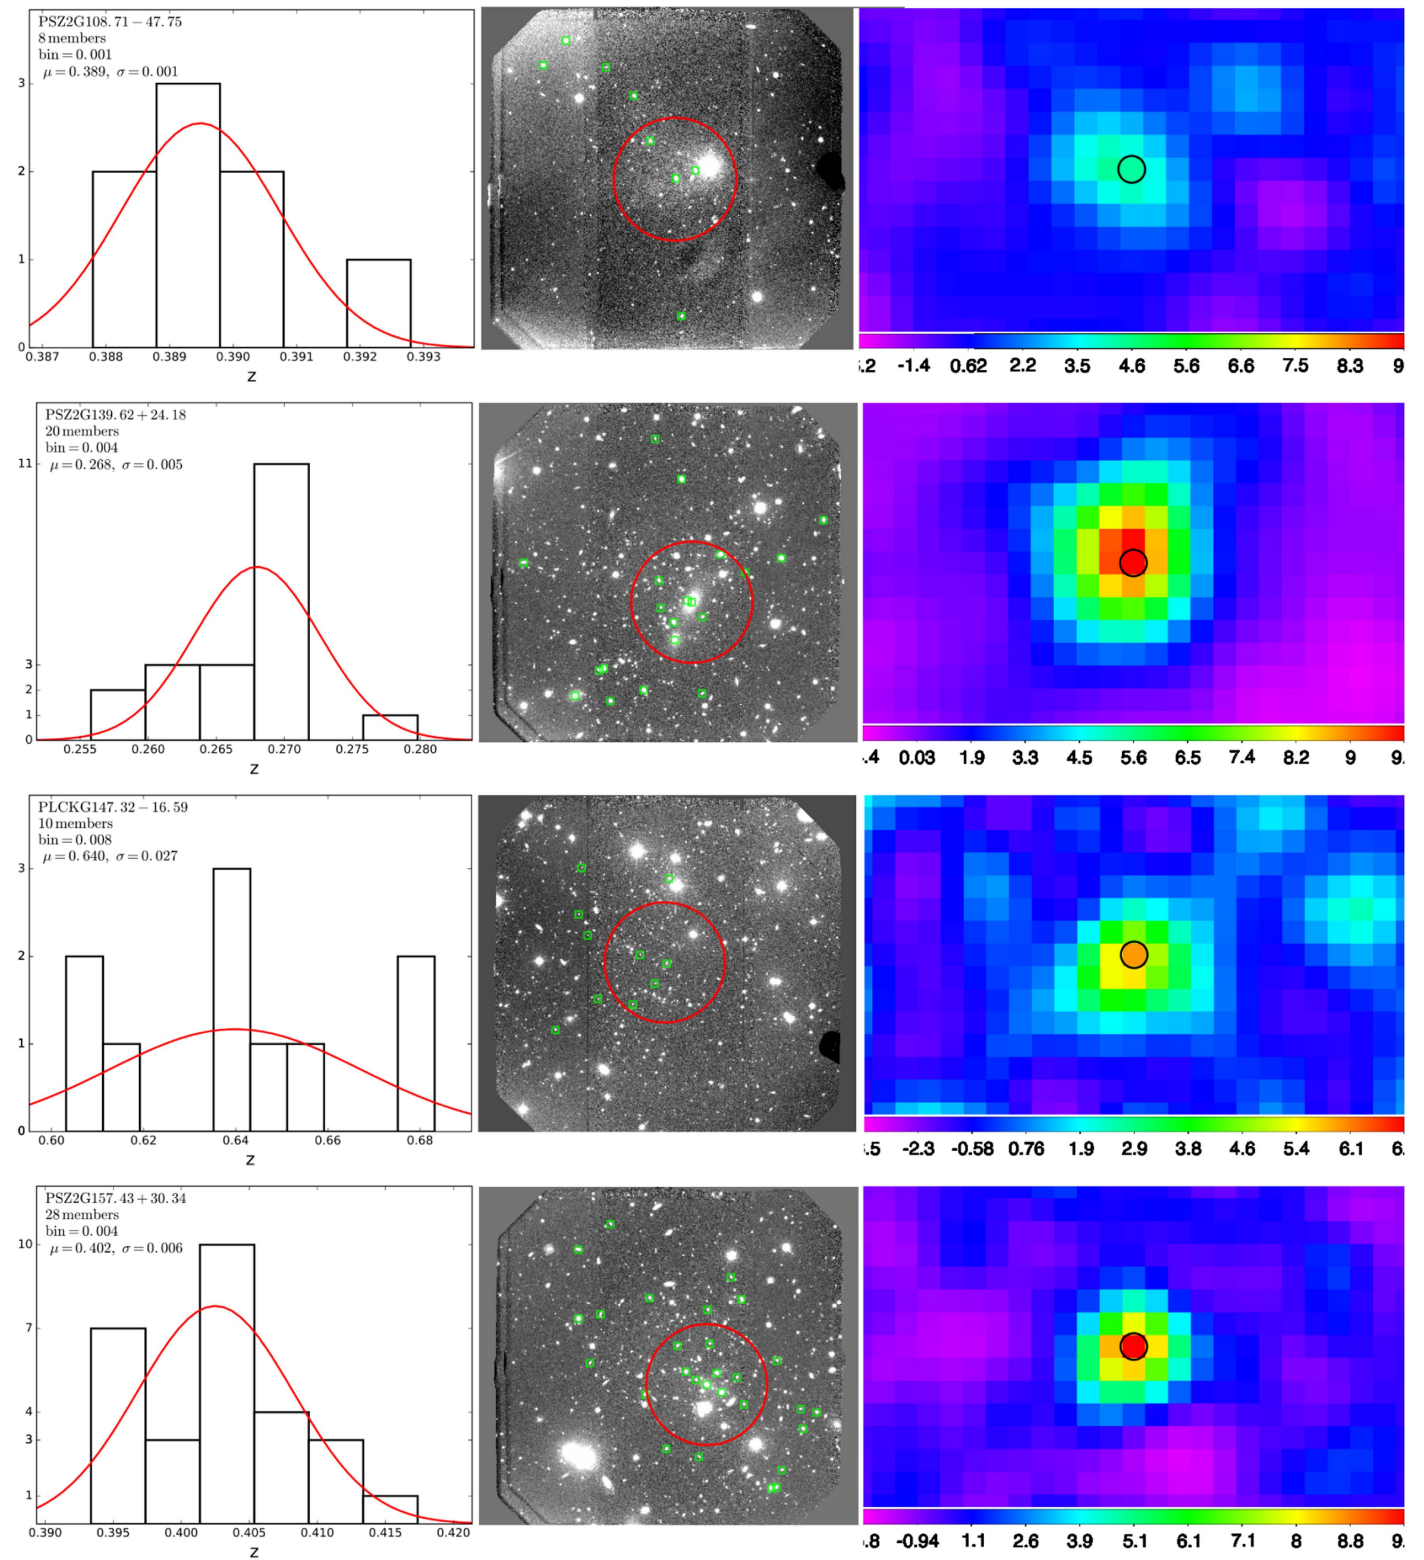 PSZ2G108.71 − 47.75
8 members
bin = 0.001
μ = 0.389, σ = 0.001
3
2
1
0
0.387 0.388 0.389 0.390 0.391 0.392 0.393
z
.2 -1.4 0.62 2.2 3.5 4.6 5.6 6.6 7.5 8.3 9
PSZ2G139.62 + 24.18
20 members
bin = 0.004
μ = 0.268, σ = 0.005
11
3
2
1
0
0.255 0.260 0.265 0.270 0.275 0.280
z
.4 0.03 1.9 3.3 4.5 5.6 6.5 7.4 8.2 9 9.
PLCKG147.32 − 16.59
10 members
bin = 0.008
μ = 0.640, σ = 0.027
3
2
1
0
0.60 0.62 0.64 0.66 0.68
z
.5 -2.3 -0.58 0.76 1.9 2.9 3.8 4.6 5.4 6.1 6.
PSZ2G157.43 + 30.34
28 members
bin = 0.004
μ = 0.402, σ = 0.006
10
7
4
3
1
0.390 0.395 0.400 0.405 0.410 0.415 0.420
z
.8 -0.94 1.1 2.6 3.9 5.1 6.1 7.1 8 8.8 9.